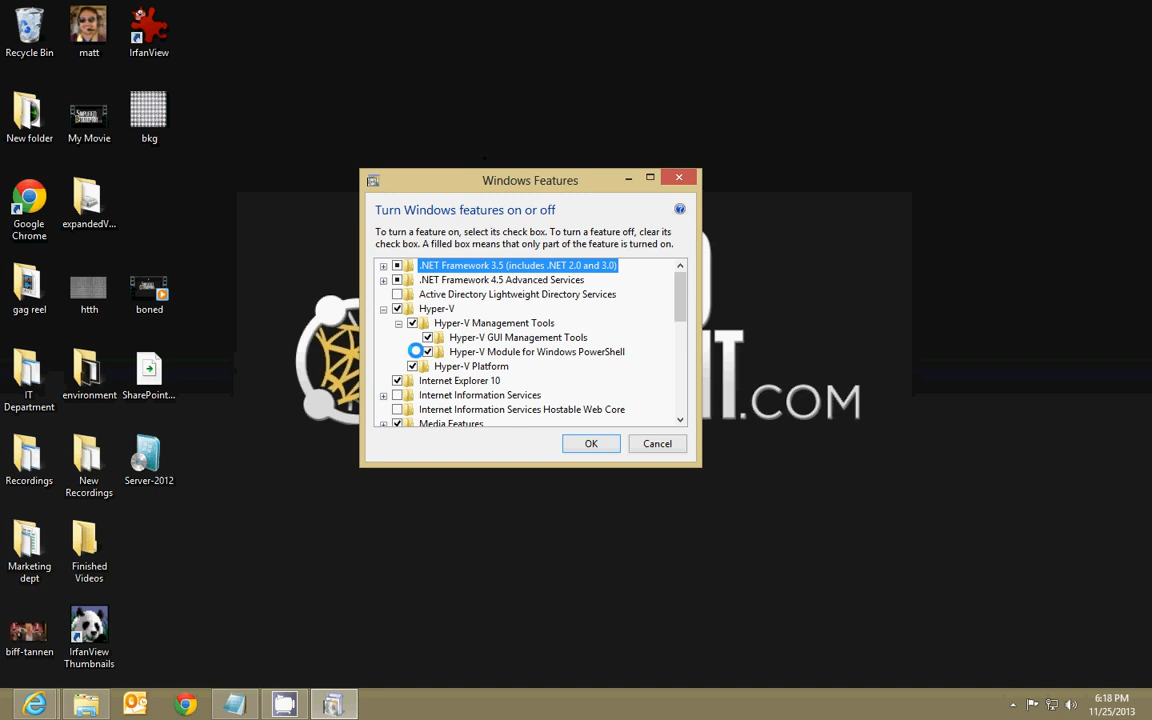 Recycle Bin
matt
IrfanView
New folder
My Movie
bkg
Google
Chrome
expandedV...
gag reel
htth
boned
IT
Department
environment
SharePoint...
Recordings
New
Recordings
Server-2012
Marketing
dept
Finished
Videos
biff-tannen
IrfanView
Thumbnails
Windows Features
Turn Windows features on or off
To turn a feature on, select its check box. To turn a feature off, clear its
check box. A filled box means that only part of the feature is turned on.
.NET Framework 3.5 (includes .NET 2.0 and 3.0)
.NET Framework 4.5 Advanced Services
Active Directory Lightweight Directory Services
Hyper-V
Hyper-V Management Tools
Hyper-V GUI Management Tools
Hyper-V Module for Windows PowerShell
Hyper-V Platform
Internet Explorer 10
Internet Information Services
Internet Information Services Hostable Web Core
Media Features
OK
Cancel
.COM
6:18 PM
11/25/2013